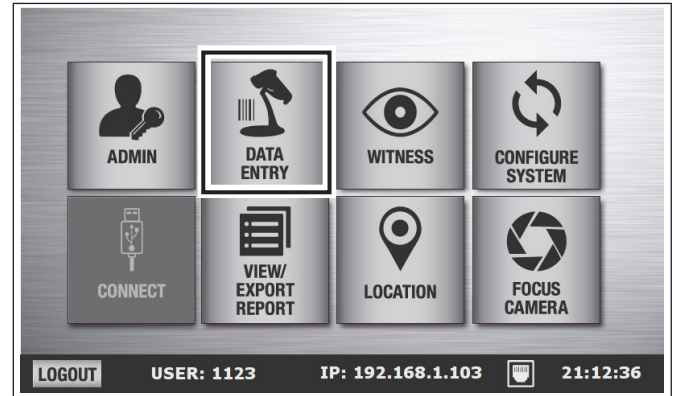 ADMIN
DATA
ENTRY
WITNESS
CONFIGURE
SYSTEM
CONNECT
VIEW/
EXPORT
REPORT
LOCATION
FOCUS
CAMERA
LOGOUT USER: 1123 IP: 192.168.1.103 21:12:36